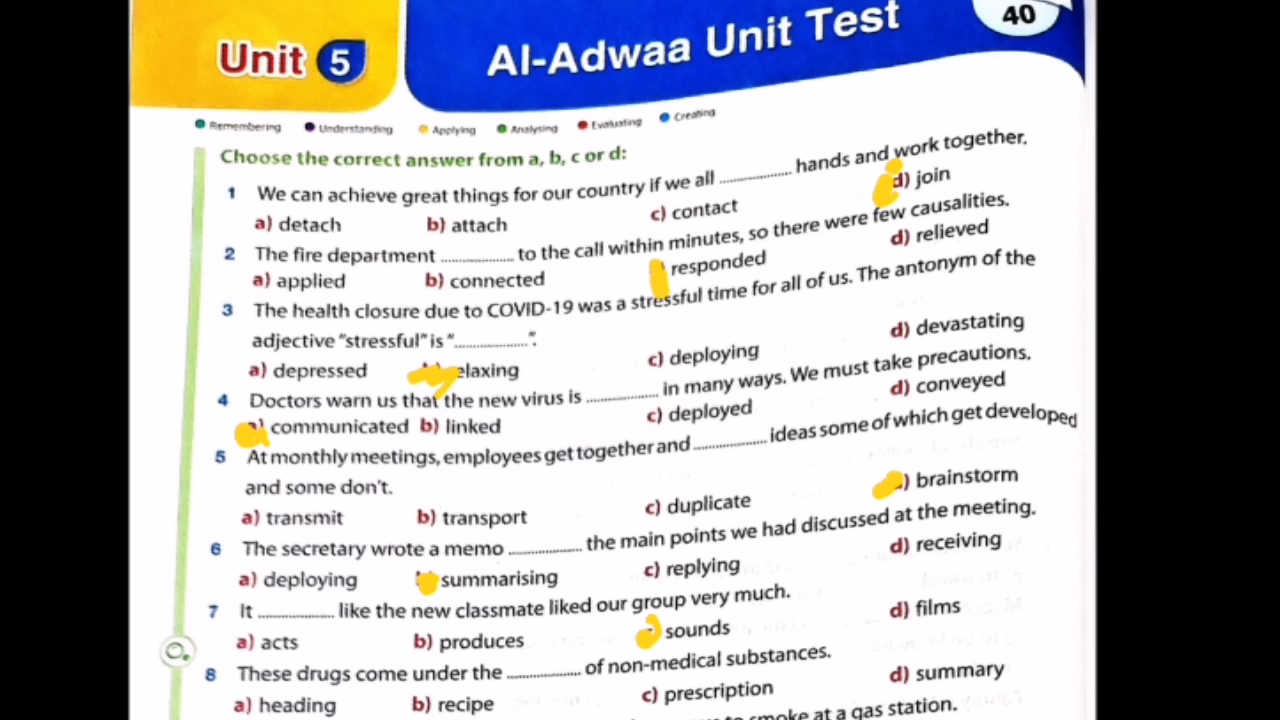 40
Unit 5 Al-Adwaa Unit Test
Remembering Understanding Applying Analysing Evaluating Creating
Choose the correct answer from a, b, c or d:
1 We can achieve great things for our country if we all .............. hands and work together.
a) detach b) attach c) contact d) join
2 The fire department .............. to the call within minutes, so there were few causalities.
a) applied b) connected responded d) relieved
3 The health closure due to COVID-19 was a stressful time for all of us. The antonym of the
adjective "stressful" is "..............".
a) depressed elaxing c) deploying d) devastating
4 Doctors warn us that the new virus is .............. in many ways. We must take precautions.
a) communicated b) linked c) deployed d) conveyed
5 At monthly meetings, employees get together and .............. ideas some of which get developed
and some don't.
a) transmit b) transport c) duplicate ) brainstorm
6 The secretary wrote a memo .............. the main points we had discussed at the meeting.
a) deploying summarising c) replying d) receiving
7 It .............. like the new classmate liked our group very much.
a) acts b) produces sounds d) films
8 These drugs come under the .............. of non-medical substances.
a) heading b) recipe c) prescription d) summary
to smoke at a gas station.